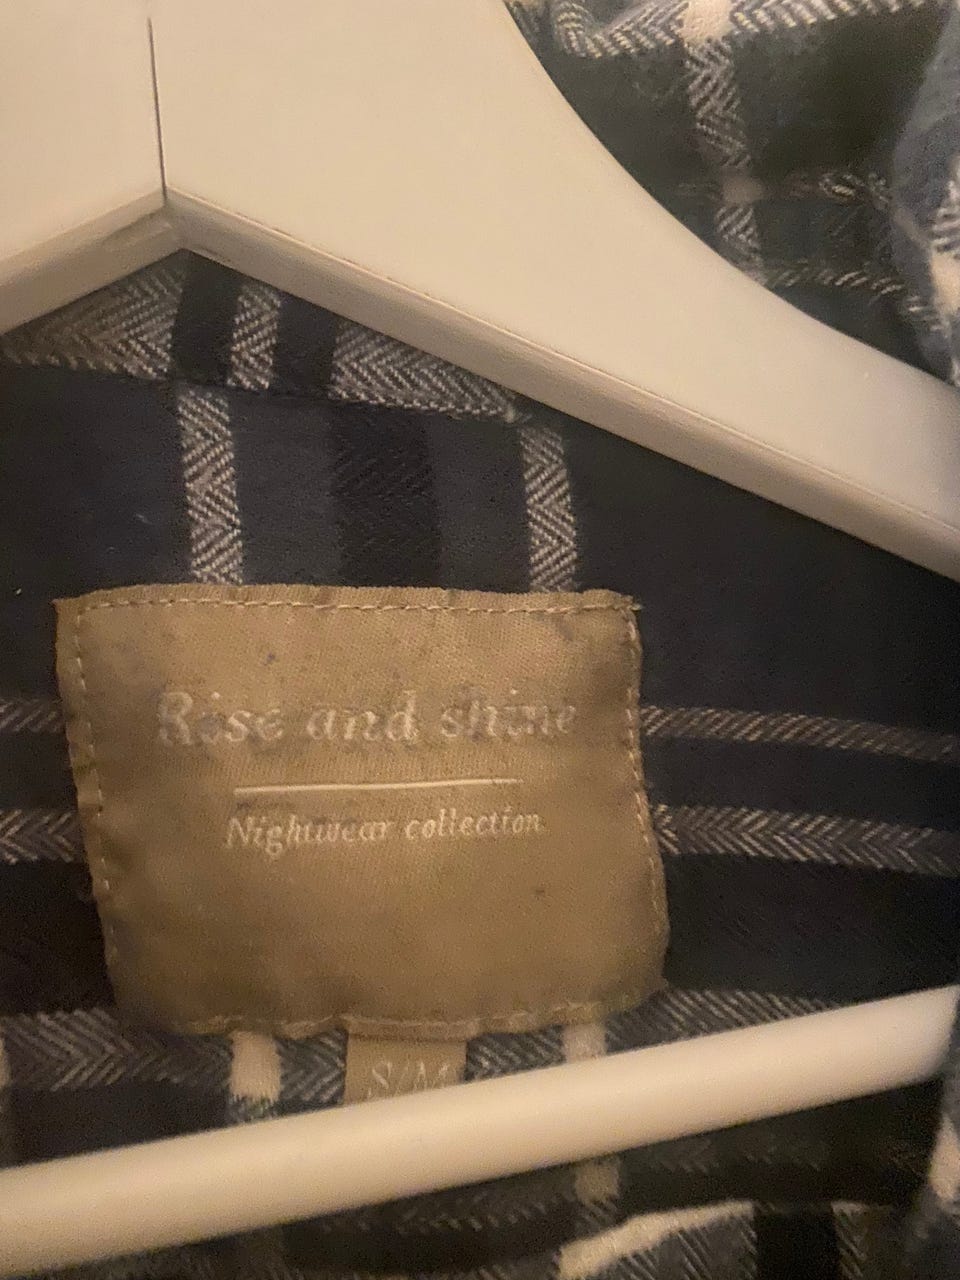 Rise and shine
Nightwear collection
S/M